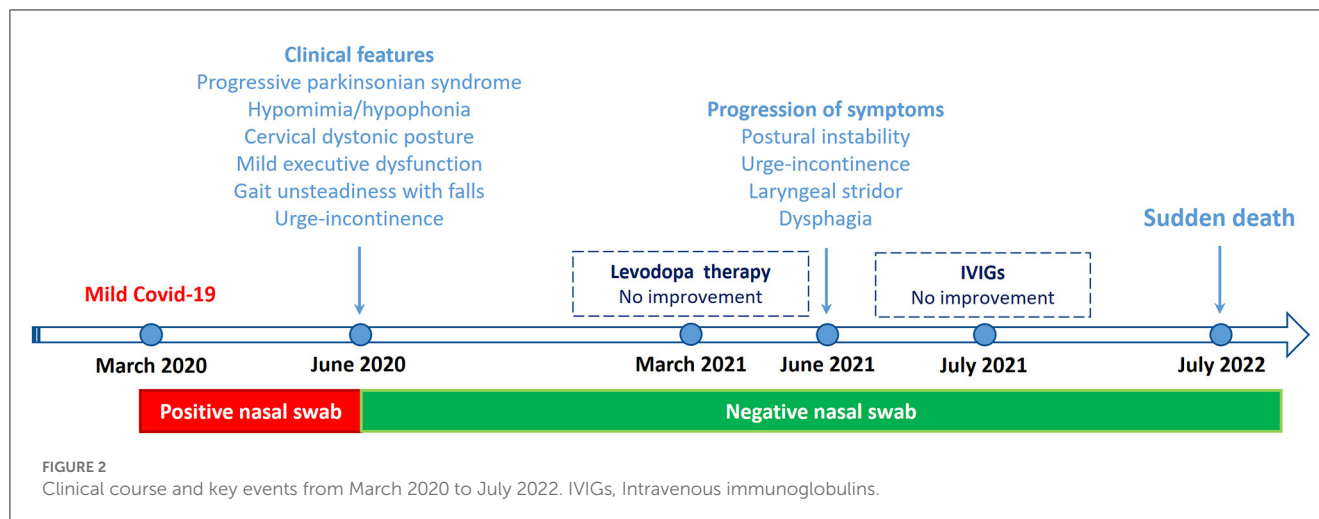 Clinical features
Progressive parkinsonian syndrome
Hypomimia/hypophonia
Cervical dystonic posture
Mild executive dysfunction
Gait unsteadiness with falls
Urge-incontinence
Progression of symptoms
Postural instability
Urge-incontinence
Laryngeal stridor
Dysphagia
Sudden death
Mild Covid-19
Levodopa therapy
No improvement
IVIGs
No improvement
March 2020
June 2020
March 2021
June 2021
July 2021
July 2022
Positive nasal swab
Negative nasal swab
FIGURE 2
Clinical course and key events from March 2020 to July 2022. IVIGs, Intravenous immunoglobulins.